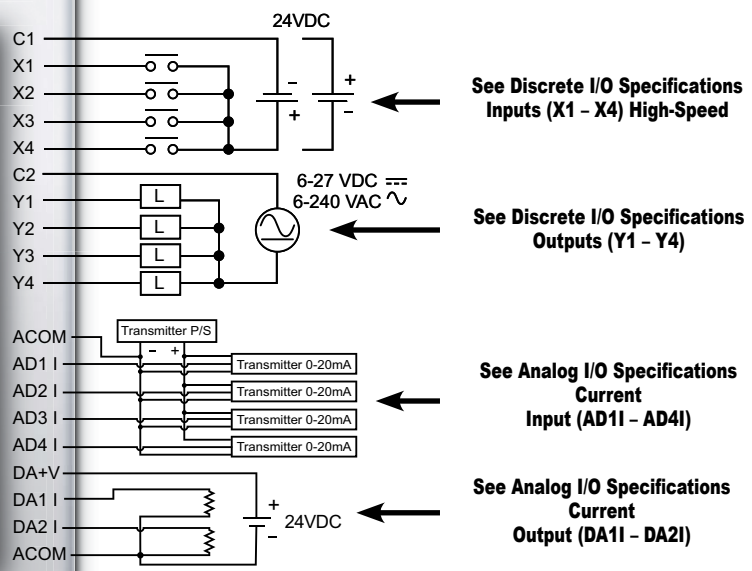 24VDC
C1
X1
X2
X3
X4
– +
+ –
See Discrete I/O Specifications
Inputs (X1 – X4) High-Speed
C2
Y1 L
Y2 L
Y3 L
Y4 L
6-27 VDC
6-240 VAC
See Discrete I/O Specifications
Outputs (Y1 – Y4)
ACOM
AD1 I
AD2 I
AD3 I
AD4 I
Transmitter P/S
– +
Transmitter 0-20mA
Transmitter 0-20mA
Transmitter 0-20mA
Transmitter 0-20mA
See Analog I/O Specifications
Current
Input (AD1I – AD4I)
DA+V
DA1 I
DA2 I
ACOM
+
24VDC
–
See Analog I/O Specifications
Current
Output (DA1I – DA2I)